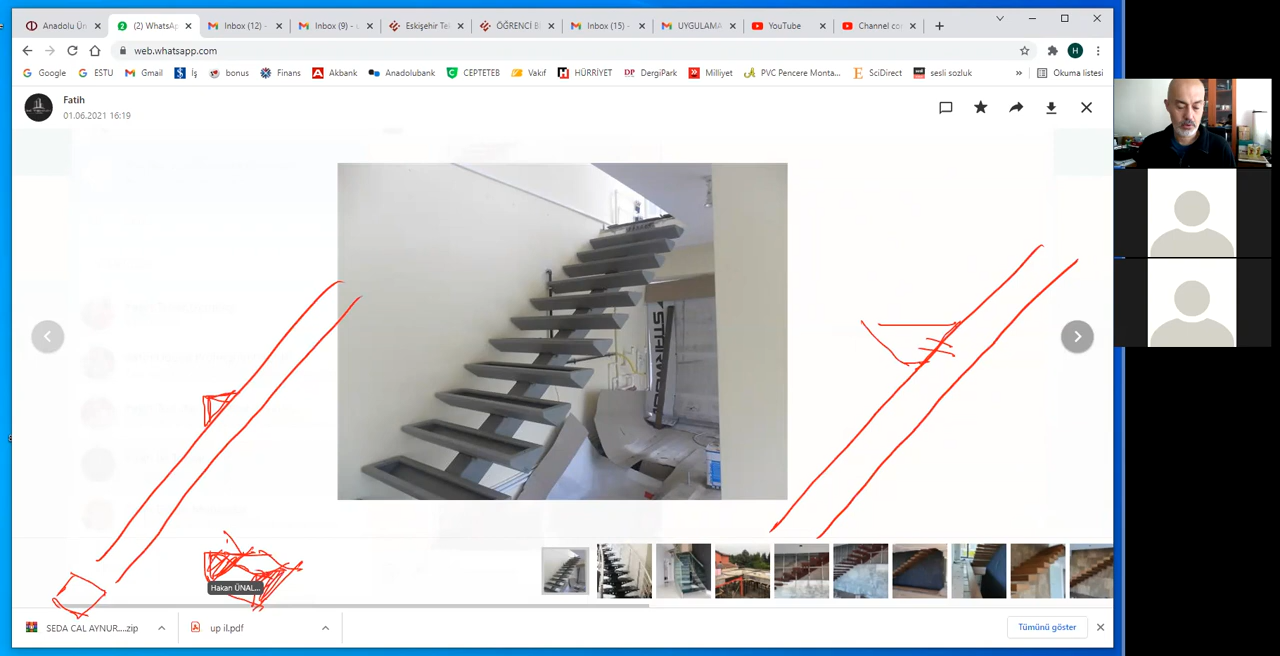 Anadolu Ün
(2) WhatsAp
Inbox (12) -
Inbox (9) - u
Eskişehir Tek
ÖĞRENCİ Bİ
Inbox (15) -
UYGULAMA
YouTube
Channel co
web.whatsapp.com
H
Google
ESTU
Gmail
İş
bonus
Finans
Akbank
Anadolubank
CEPTETEB
Vakıf
HÜRRİYET
DergiPark
Milliyet
PVC Pencere Monta...
SciDirect
sesli sozluk
»
Okuma listesi
Fatih
01.06.2021 16:19
Hakan ÜNAL...
SEDA CAL AYNUR....zip
up il.pdf
Tümünü göster